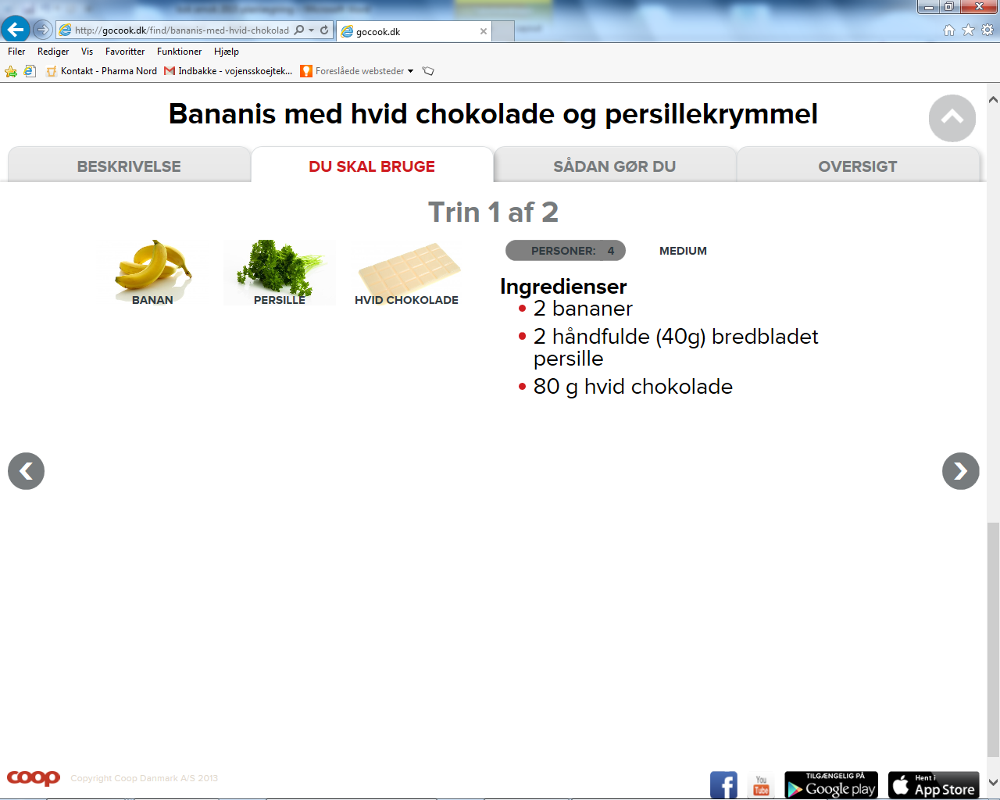 http://gocook.dk/find/bananis-med-hvid-chokolad
gocook.dk
Filer Rediger Vis Favoritter Funktioner Hjælp
Kontakt - Pharma Nord Indbakke - vojensskoejtek... Foreslåede websteder
Bananis med hvid chokolade og persillekrymmel
BESKRIVELSE DU SKAL BRUGE SÅDAN GØR DU OVERSIGT
Trin 1 af 2
BANAN PERSILLE HVID CHOKOLADE
PERSONER: 4 MEDIUM
Ingredienser
2 bananer
2 håndfulde (40g) bredbladet
persille
80 g hvid chokolade
coop Copyright Coop Danmark A/S 2013
f
You
Tube
TILGÆNGELIG PÅ
Google play
Hent i
App Store